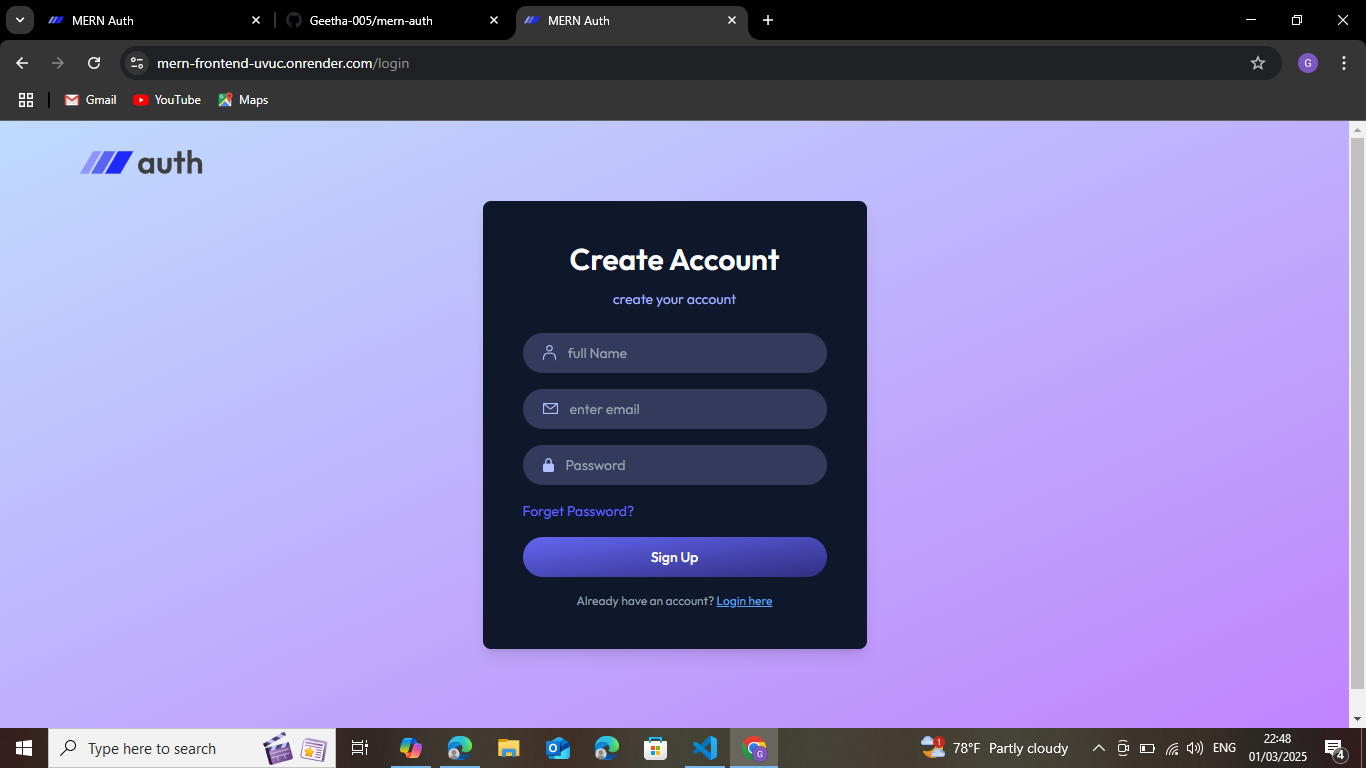 MERN Auth
Geetha-005/mern-auth
MERN Auth
mern-frontend-uvuc.onrender.com/login
G
Gmail
YouTube
Maps
auth
Create Account
create your account
full Name
enter email
Password
Forget Password?
Sign Up
Already have an account? Login here
Type here to search
G
1
78°F Partly cloudy
ENG
22:48
01/03/2025
4